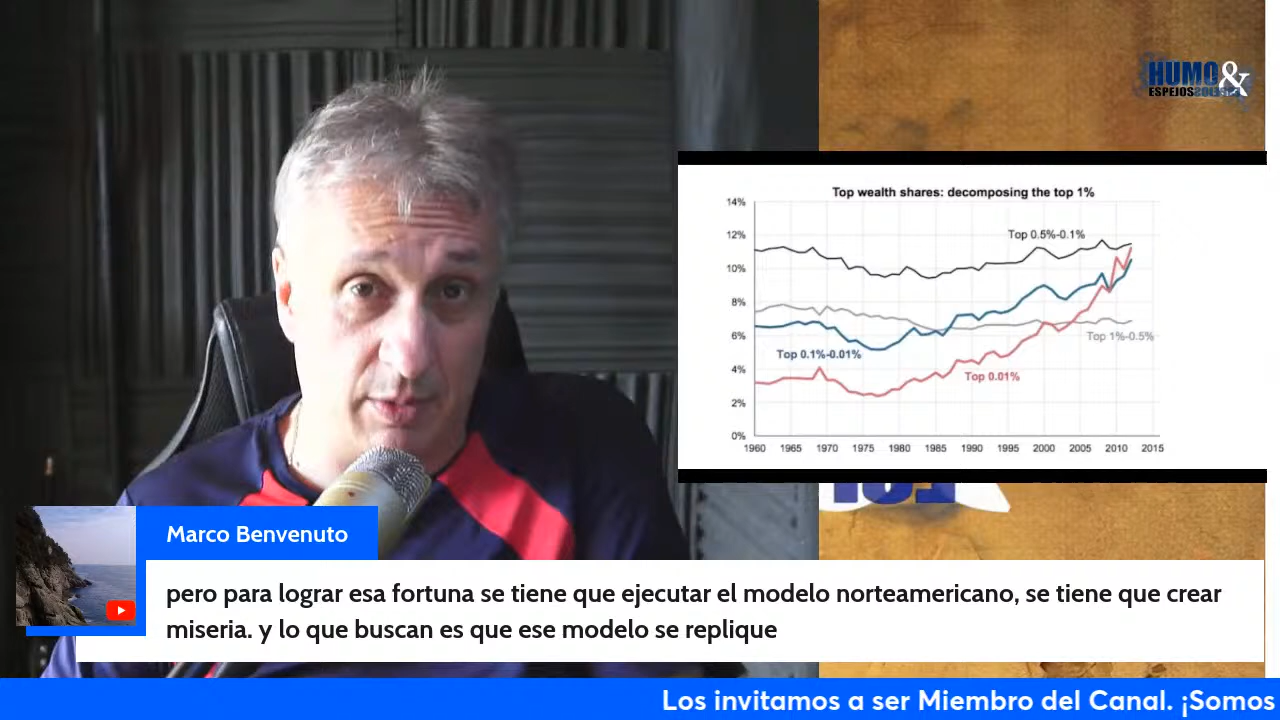 HUMO&
ESPEJOS
Top wealth shares: decomposing the top 1%
14%
12%
10%
8%
6%
4%
2%
0%
Top 0.5%-0.1%
Top 1%-0.5%
Top 0.1%-0.01%
Top 0.01%
1960 1965 1970 1975 1980 1985 1990 1995 2000 2005 2010 2015
Marco Benvenuto
pero para lograr esa fortuna se tiene que ejecutar el modelo norteamericano, se tiene que crear
miseria. y lo que buscan es que ese modelo se replique
Los invitamos a ser Miembro del Canal. ¡Somos